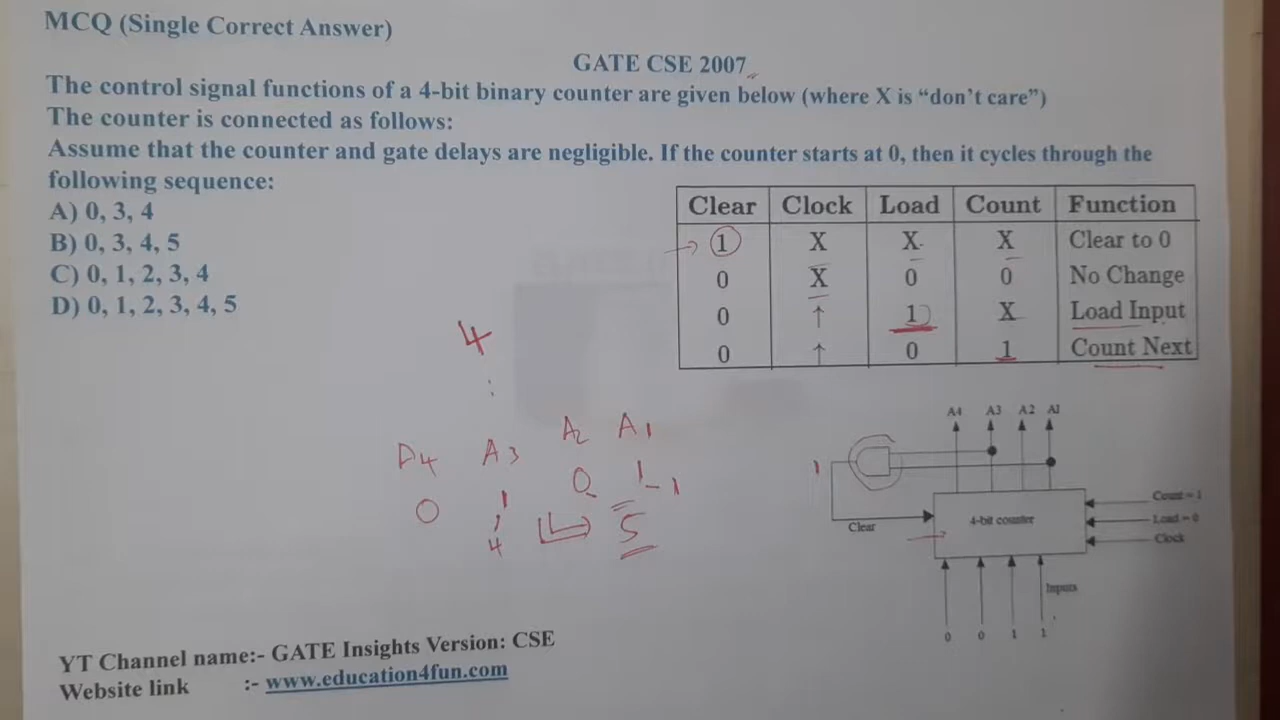 MCQ (Single Correct Answer)
GATE CSE 2007
The control signal functions of a 4-bit binary counter are given below (where X is “don’t care”)
The counter is connected as follows:
Assume that the counter and gate delays are negligible. If the counter starts at 0, then it cycles through the
following sequence:
A) 0, 3, 4
B) 0, 3, 4, 5
C) 0, 1, 2, 3, 4
D) 0, 1, 2, 3, 4, 5
Clear Clock Load Count Function
1 X X X Clear to 0
0 X 0 0 No Change
0 ↑ 1 X Load Input
0 ↑ 0 1 Count Next
4
A3 A2 A1
0 1 0 1
4 5
A4 A3 A2 A1
1
Clear
4-bit counter
Count = 1
Load = 0
Clock
Inputs
0 0 1 1
YT Channel name:- GATE Insights Version: CSE
Website link :- www.education4fun.com